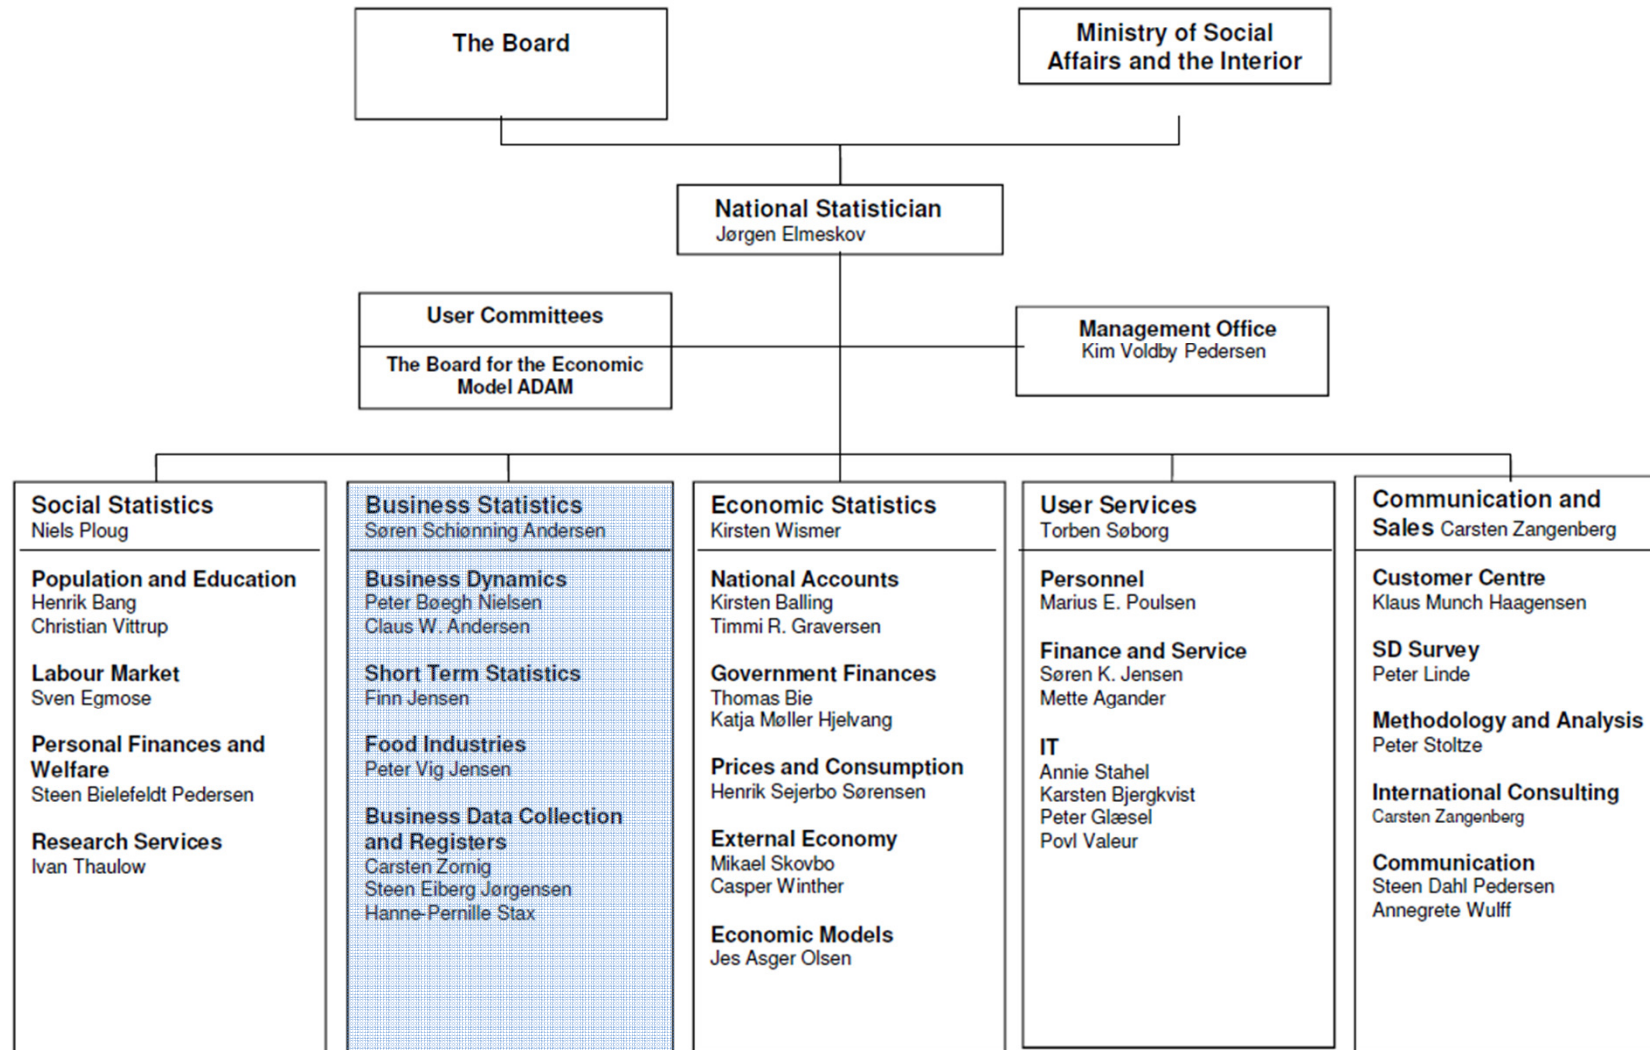 The Board
Ministry of Social
Affairs and the Interior
National Statistician
Jørgen Elmeskov
User Committees
The Board for the Economic
Model ADAM
Management Office
Kim Voldby Pedersen
Social Statistics
Niels Ploug
Population and Education
Henrik Bang
Christian Vittrup
Labour Market
Sven Egmose
Personal Finances and
Welfare
Steen Bielefeldt Pedersen
Research Services
Ivan Thaulow
Business Statistics
Søren Schiønning Andersen
Business Dynamics
Peter Bøegh Nielsen
Claus W. Andersen
Short Term Statistics
Finn Jensen
Food Industries
Peter Vig Jensen
Business Data Collection
and Registers
Carsten Zornig
Steen Eiberg Jørgensen
Hanne-Pernille Stax
Economic Statistics
Kirsten Wismer
National Accounts
Kirsten Balling
Timmi R. Graversen
Government Finances
Thomas Bie
Katja Møller Hjelvang
Prices and Consumption
Henrik Sejerbo Sørensen
External Economy
Mikael Skovbo
Casper Winther
Economic Models
Jes Asger Olsen
User Services
Torben Søborg
Personnel
Marius E. Poulsen
Finance and Service
Søren K. Jensen
Mette Agander
IT
Annie Stahel
Karsten Bjergkvist
Peter Glæsel
Povl Valeur
Communication and
Sales Carsten Zangenberg
Customer Centre
Klaus Munch Haagensen
SD Survey
Peter Linde
Methodology and Analysis
Peter Stoltze
International Consulting
Carsten Zangenberg
Communication
Steen Dahl Pedersen
Annegrete Wulff